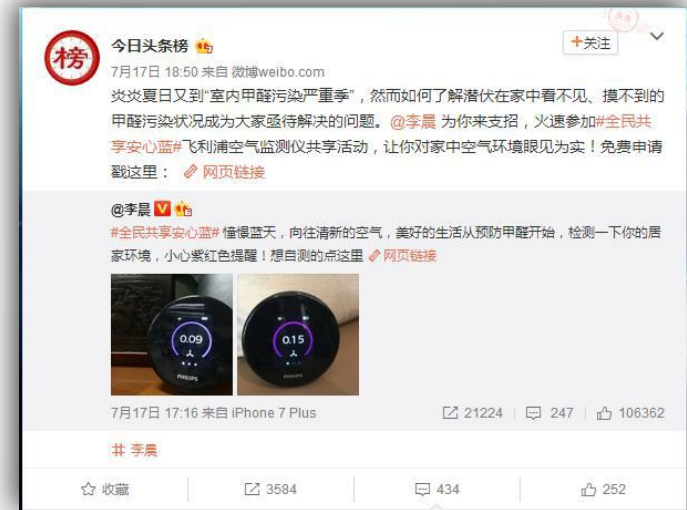 榜
今日头条榜
+关注
7月17日 18:50 来自 微博weibo.com
炎炎夏日又到“室内甲醛污染严重季”，然而如何了解潜伏在家中看不见、摸不到的
甲醛污染状况成为大家亟待解决的问题。@李晨 为你来支招，火速参加#全民共
享安心蓝#飞利浦空气监测仪共享活动，让你对家中空气环境眼见为实！免费申请
戳这里： 网页链接
@李晨 V
#全民共享安心蓝# 憧憬蓝天，向往清新的空气，美好的生活从预防甲醛开始，检测一下你的居
家环境，小心紫红色提醒！想自测的点这里 网页链接
0.09
PHILIPS
0.15
PHILIPS
7月17日 17:16 来自 iPhone 7 Plus
21224 247 106362
# 李晨
收藏 3584 434 252